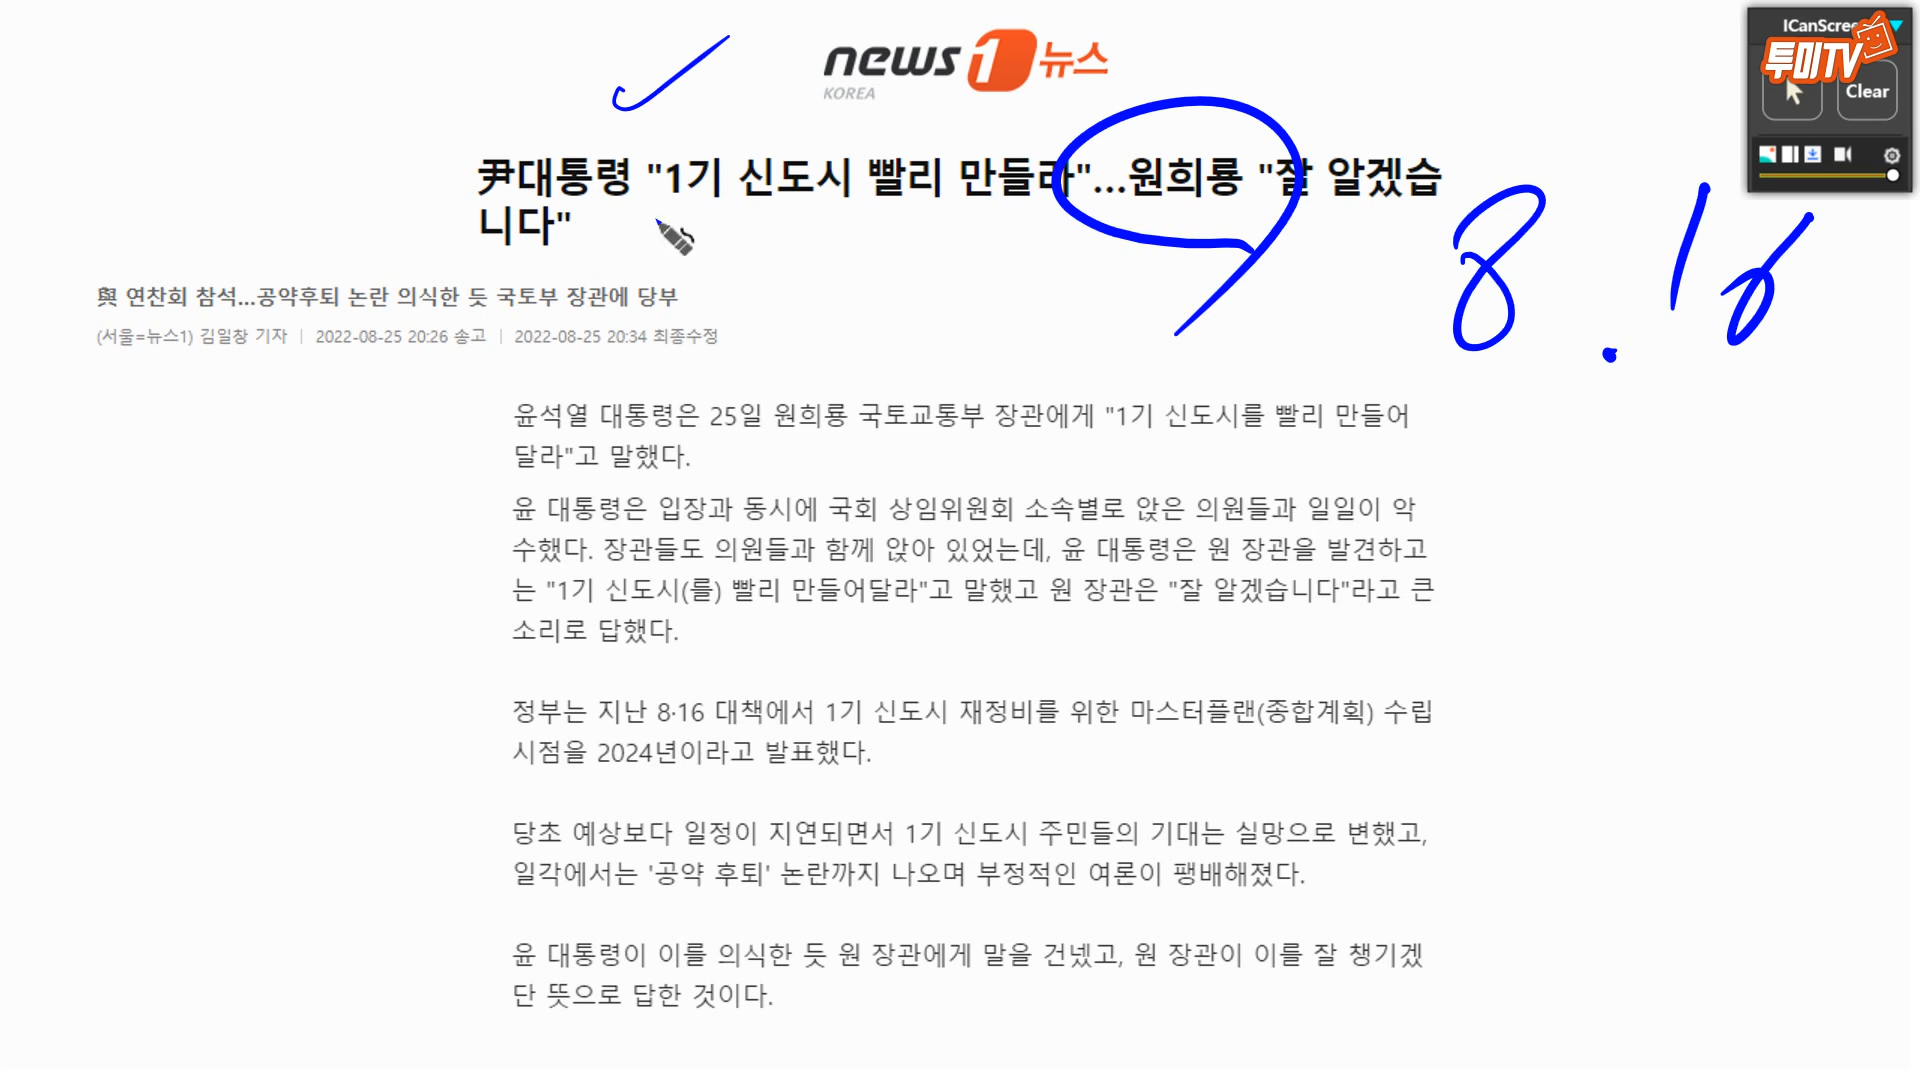 news1뉴스
KOREA
ICanScree
투미TV
Clear
尹대통령 "1기 신도시 빨리 만들라"...원희룡 "잘 알겠습
니다"
8.16
與 연찬회 참석...공약후퇴 논란 의식한 듯 국토부 장관에 당부
(서울=뉴스1) 김일창 기자 | 2022-08-25 20:26 송고 | 2022-08-25 20:34 최종수정
윤석열 대통령은 25일 원희룡 국토교통부 장관에게 "1기 신도시를 빨리 만들어
달라"고 말했다.
윤 대통령은 입장과 동시에 국회 상임위원회 소속별로 앉은 의원들과 일일이 악
수했다. 장관들도 의원들과 함께 앉아 있었는데, 윤 대통령은 원 장관을 발견하고
는 "1기 신도시(를) 빨리 만들어달라"고 말했고 원 장관은 "잘 알겠습니다"라고 큰
소리로 답했다.
정부는 지난 8·16 대책에서 1기 신도시 재정비를 위한 마스터플랜(종합계획) 수립
시점을 2024년이라고 발표했다.
당초 예상보다 일정이 지연되면서 1기 신도시 주민들의 기대는 실망으로 변했고,
일각에서는 '공약 후퇴' 논란까지 나오며 부정적인 여론이 팽배해졌다.
윤 대통령이 이를 의식한 듯 원 장관에게 말을 건넸고, 원 장관이 이를 잘 챙기겠
단 뜻으로 답한 것이다.